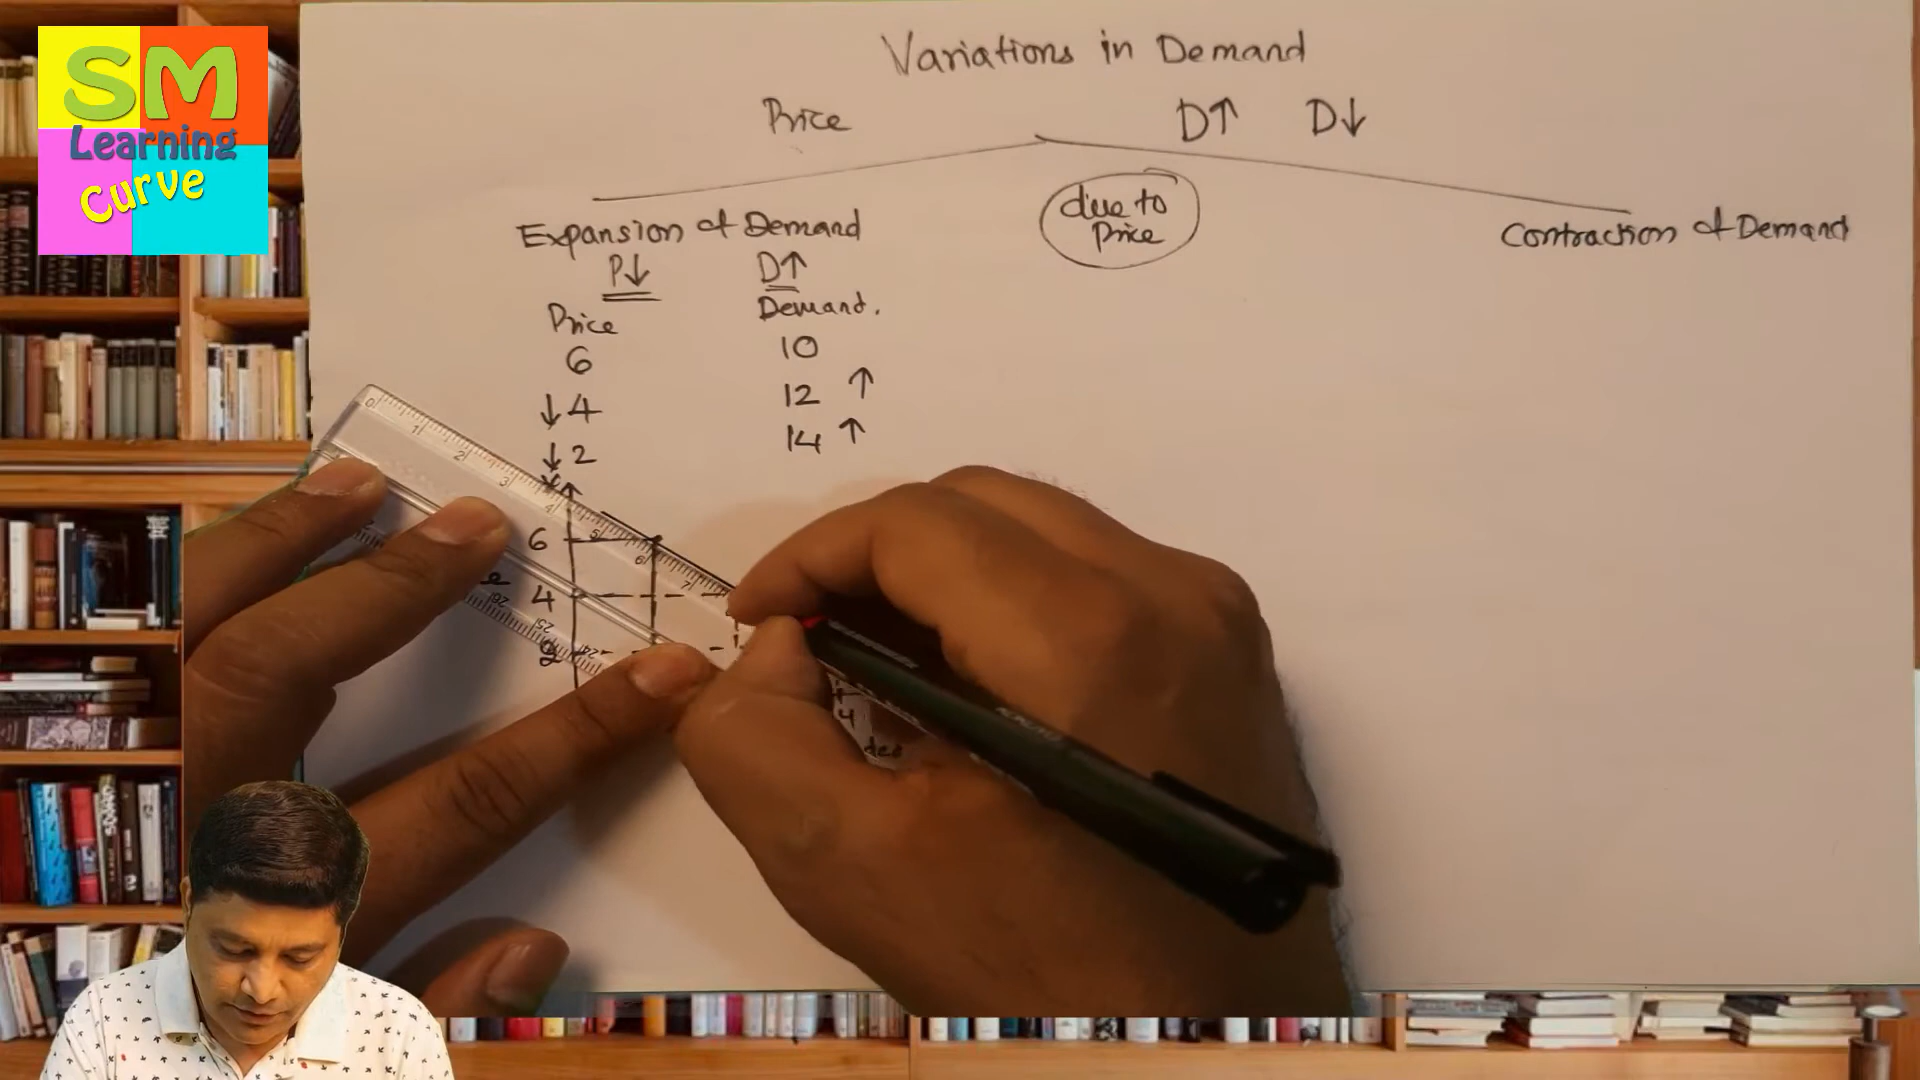 SM
Learning
Curve
Variations in Demand
Price D↑ D↓
due to
Price
Expansion of Demand
Contraction of Demand
P↓ D↑
Price Demand.
6 10
↓ 4 12 ↑
↓ 2 14 ↑
6
4
2
4